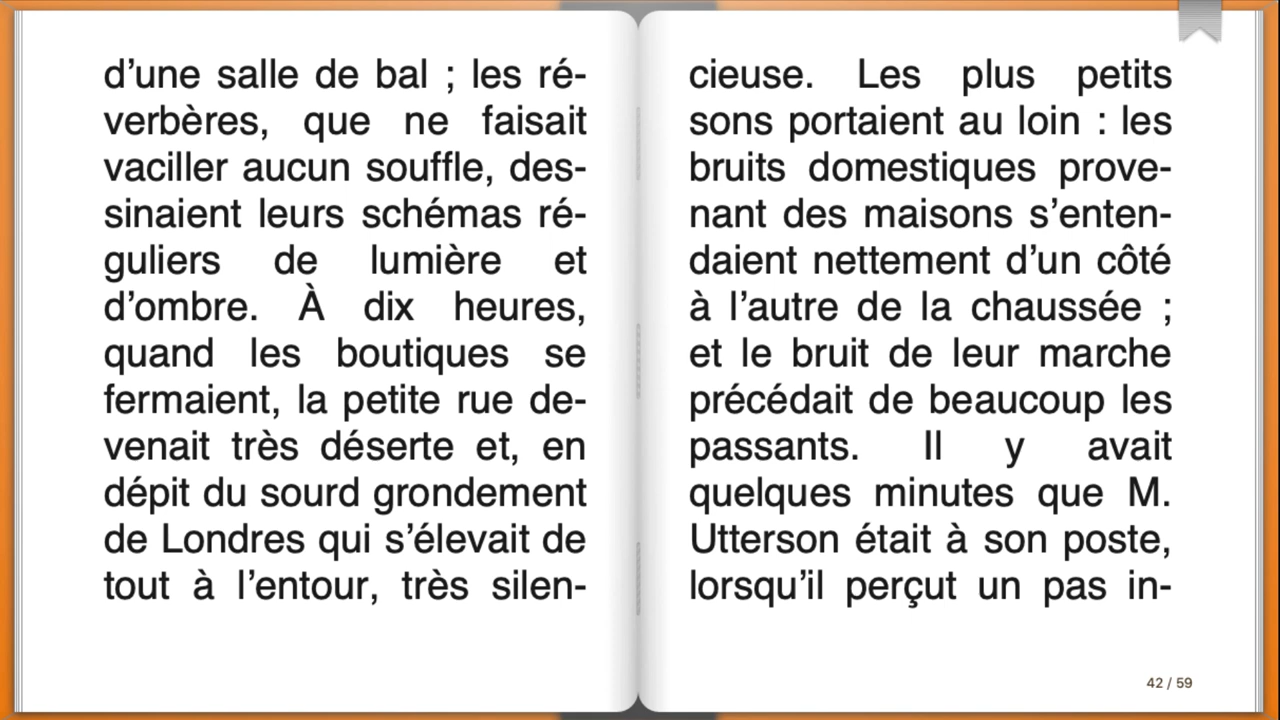 d’une salle de bal ; les ré-
verbères, que ne faisait
vaciller aucun souffle, des-
sinaient leurs schémas ré-
guliers de lumière et
d’ombre. À dix heures,
quand les boutiques se
fermaient, la petite rue de-
venait très déserte et, en
dépit du sourd grondement
de Londres qui s’élevait de
tout à l’entour, très silen-
cieuse. Les plus petits
sons portaient au loin : les
bruits domestiques prove-
nant des maisons s’enten-
daient nettement d’un côté
à l’autre de la chaussée ;
et le bruit de leur marche
précédait de beaucoup les
passants. Il y avait
quelques minutes que M.
Utterson était à son poste,
lorsqu’il perçut un pas in-
42 / 59